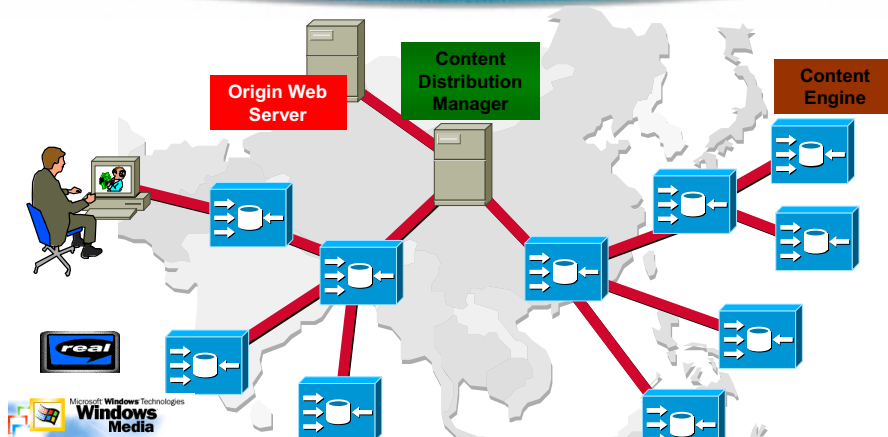 Origin Web
Server
Content
Distribution
Manager
Content
Engine
real
Microsoft Windows Technologies
Windows
Media